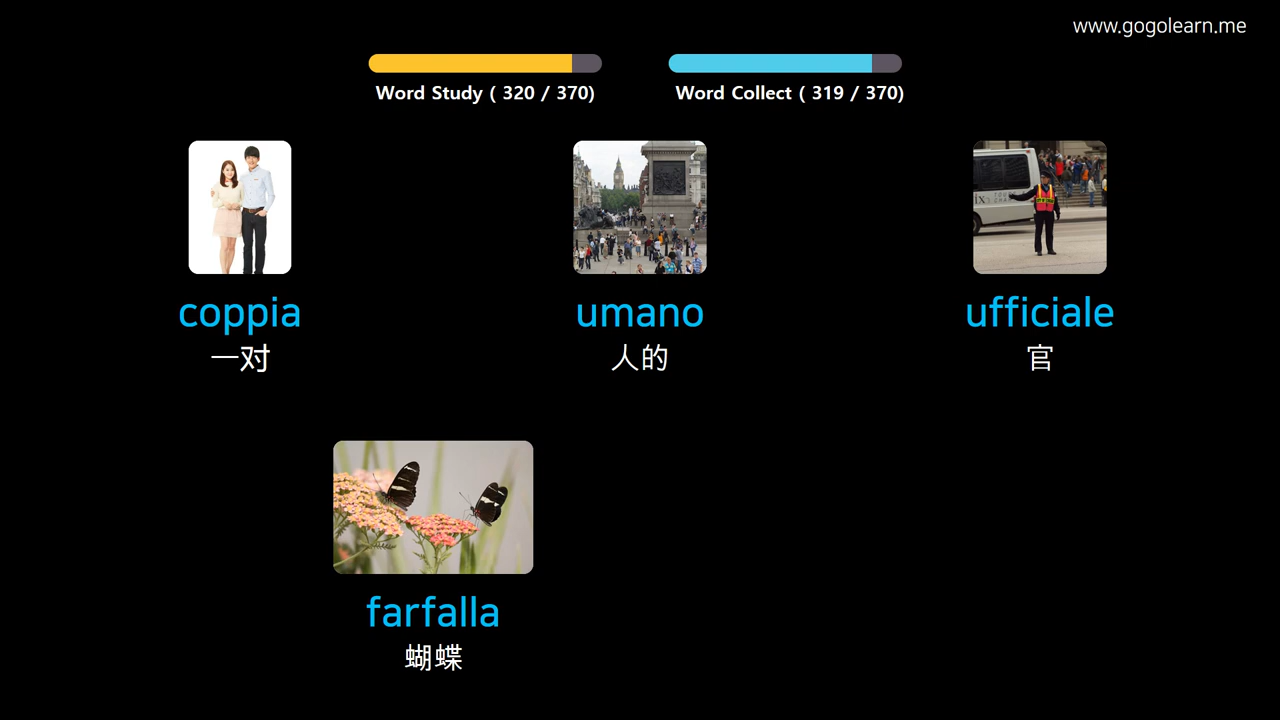 www.gogolearn.me
Word Study ( 320 / 370)
Word Collect ( 319 / 370)
coppia
一对
umano
人的
ufficiale
官
farfalla
蝴蝶